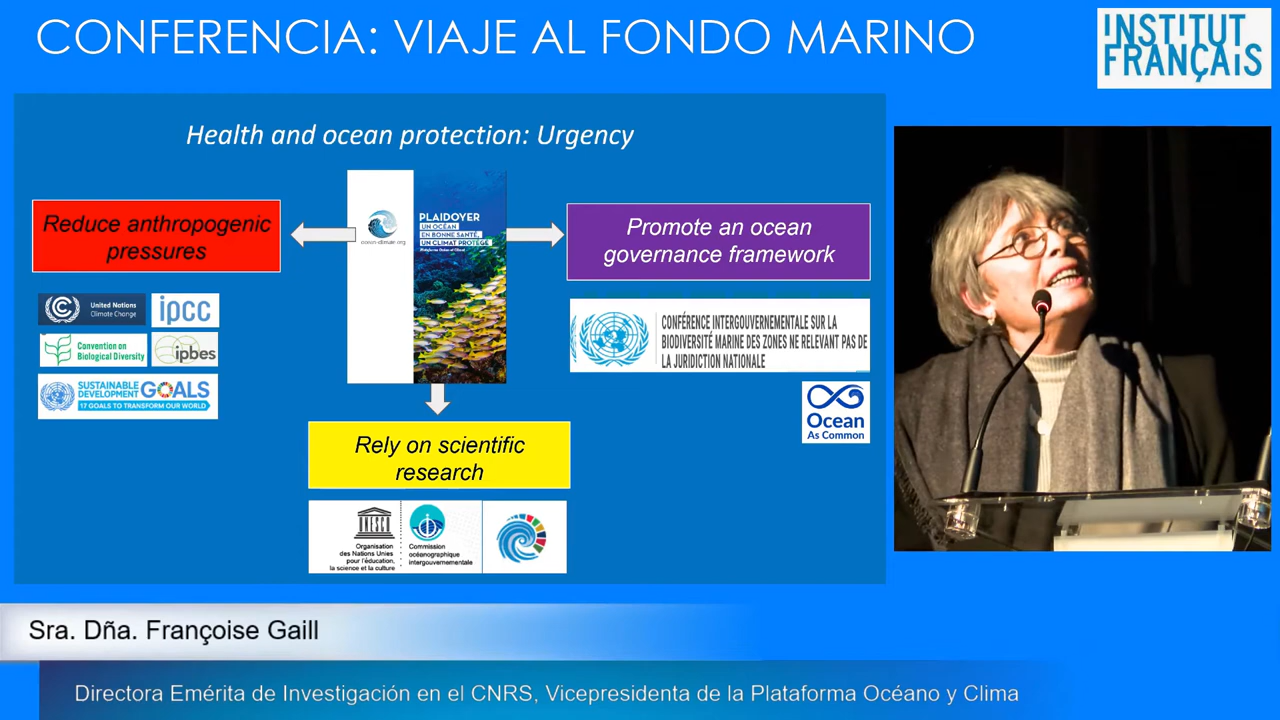 CONFERENCIA: VIAJE AL FONDO MARINO
INSTITUT
FRANÇAiS
Health and ocean protection: Urgency
Reduce anthropogenic
pressures
United Nations
Climate Change
ipcc
Convention on
Biological Diversity
ipbes
SUSTAINABLE
DEVELOPMENT
GOALS
17 GOALS TO TRANSFORM OUR WORLD
ocean-climate.org
PLAIDOYER
UN OCÉAN
EN BONNE SANTÉ,
UN CLIMAT PROTÉGÉ
Promote an ocean
governance framework
CONFÉRENCE INTERGOUVERNEMENTALE SUR LA
BIODIVERSITÉ MARINE DES ZONES NE RELEVANT PAS DE
LA JURIDICTION NATIONALE
Ocean
As Common
Rely on scientific
research
UNESCO
Organisation
des Nations Unies
pour l'éducation,
la science et la culture
Commission
océanographique
intergouvernementale
Sra. Dña. Françoise Gaill
Directora Emérita de Investigación en el CNRS, Vicepresidenta de la Plataforma Océano y Clima